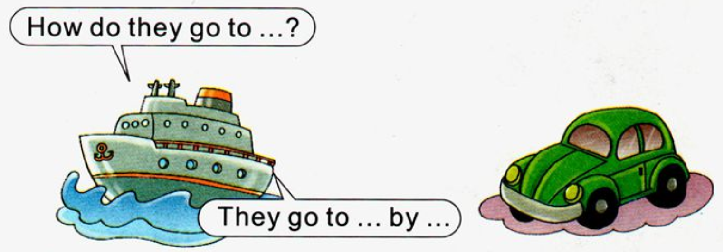 How do they go to ...?
They go to ... by ...